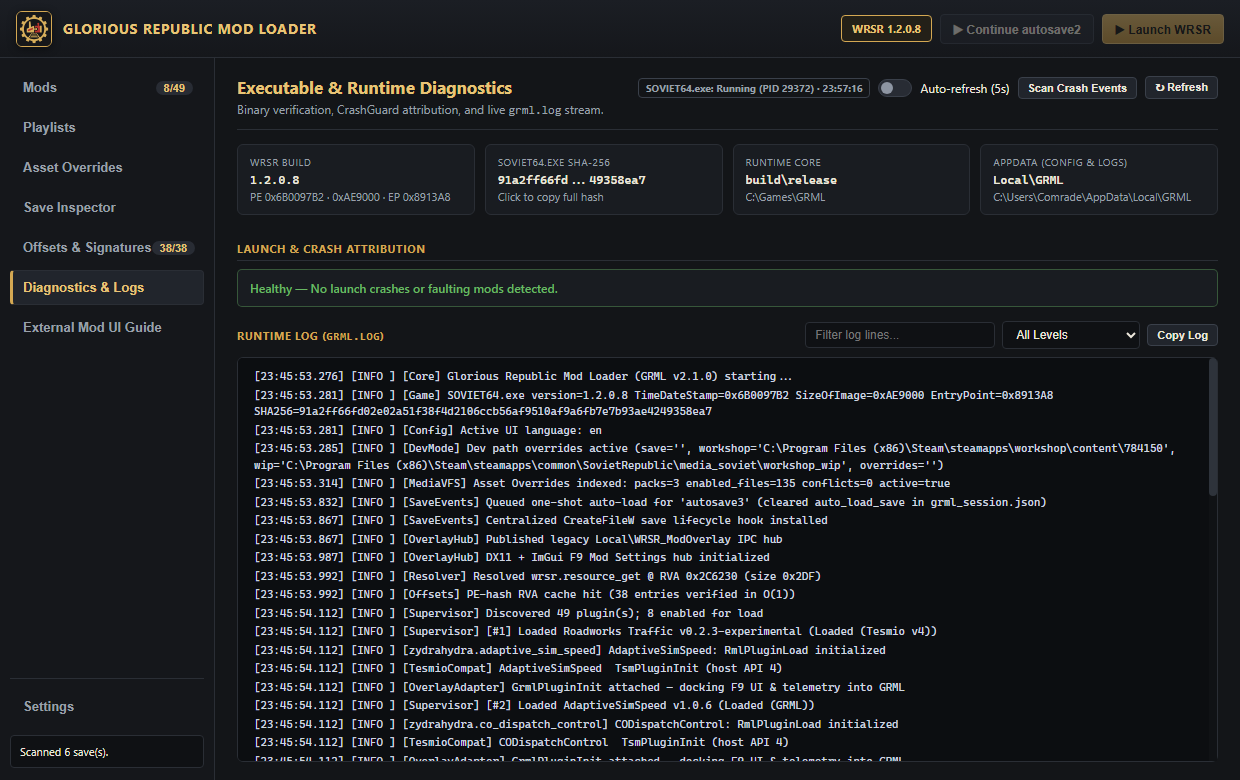 GLORIOUS REPUBLIC MOD LOADER
WRSR 1.2.0.8
▶ Continue autosave2
▶ Launch WRSR
Mods 8/49
Playlists
Asset Overrides
Save Inspector
Offsets & Signatures 38/38
Diagnostics & Logs
External Mod UI Guide
Settings
Scanned 6 save(s).
Executable & Runtime Diagnostics
Binary verification, CrashGuard attribution, and live grml.log stream.
SOVIET64.exe: Running (PID 29372) · 23:57:16
Auto-refresh (5s)
Scan Crash Events
↻ Refresh
WRSR BUILD
1.2.0.8
PE 0x6B0097B2 · 0xAE9000 · EP 0x8913A8
SOVIET64.EXE SHA-256
91a2ff66fd … 49358ea7
Click to copy full hash
RUNTIME CORE
build\release
C:\Games\GRML
APPDATA (CONFIG & LOGS)
Local\GRML
C:\Users\Comrade\AppData\Local\GRML
LAUNCH & CRASH ATTRIBUTION
Healthy — No launch crashes or faulting mods detected.
RUNTIME LOG (GRML.LOG)
Filter log lines...
All Levels
Copy Log
[23:45:53.276] [INFO ] [Core] Glorious Republic Mod Loader (GRML v2.1.0) starting...
[23:45:53.281] [INFO ] [Game] SOVIET64.exe version=1.2.0.8 TimeDateStamp=0x6B0097B2 SizeOfImage=0xAE9000 EntryPoint=0x8913A8
SHA256=91a2ff66fd02e02a51f38f4d2106ccb56af9510af9a6fb7e7b93ae4249358ea7
[23:45:53.281] [INFO ] [Config] Active UI language: en
[23:45:53.285] [INFO ] [DevMode] Dev path overrides active (save='', workshop='C:\Program Files (x86)\Steam\steamapps\workshop\content\784150',
wip='C:\Program Files (x86)\Steam\steamapps\common\SovietRepublic\media_soviet\workshop_wip', overrides='')
[23:45:53.314] [INFO ] [MediaVFS] Asset Overrides indexed: packs=3 enabled_files=135 conflicts=0 active=true
[23:45:53.832] [INFO ] [SaveEvents] Queued one-shot auto-load for 'autosave3' (cleared auto_load_save in grml_session.json)
[23:45:53.867] [INFO ] [SaveEvents] Centralized CreateFileW save lifecycle hook installed
[23:45:53.867] [INFO ] [OverlayHub] Published legacy Local\WRSR_ModOverlay IPC hub
[23:45:53.987] [INFO ] [OverlayHub] DX11 + ImGui F9 Mod Settings hub initialized
[23:45:53.992] [INFO ] [Resolver] Resolved wrsr.resource_get @ RVA 0x2C6230 (size 0x2DF)
[23:45:53.992] [INFO ] [Offsets] PE-hash RVA cache hit (38 entries verified in O(1))
[23:45:54.112] [INFO ] [Supervisor] Discovered 49 plugin(s); 8 enabled for load
[23:45:54.112] [INFO ] [Supervisor] [#1] Loaded Roadworks Traffic v0.2.3-experimental (Loaded (Tesmio v4))
[23:45:54.112] [INFO ] [zydrahydra.adaptive_sim_speed] AdaptiveSimSpeed: RmlPluginLoad initialized
[23:45:54.112] [INFO ] [TesmioCompat] AdaptiveSimSpeed  TsmPluginInit (host API 4)
[23:45:54.112] [INFO ] [OverlayAdapter] GrmlPluginInit attached — docking F9 UI & telemetry into GRML
[23:45:54.112] [INFO ] [Supervisor] [#2] Loaded AdaptiveSimSpeed v1.0.6 (Loaded (GRML))
[23:45:54.112] [INFO ] [zydrahydra.co_dispatch_control] CODispatchControl: RmlPluginLoad initialized
[23:45:54.112] [INFO ] [TesmioCompat] CODispatchControl  TsmPluginInit (host API 4)
[23:45:54.112] [INFO ] [OverlayAdapter] GrmlPluginInit attached — docking F9 UI & telemetry into GRML